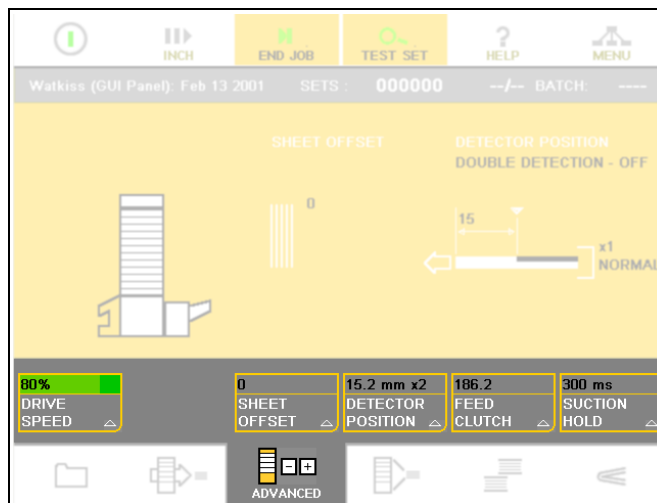 INCH END JOB TEST SET HELP MENU
Watkiss (GUI Panel): Feb 13 2001 SETS : 000000 --/-- BATCH: ----
SHEET OFFSET DETECTOR POSITION
DOUBLE DETECTION - OFF
0
15
x1
NORMAL
80% 0 15.2 mm x2 186.2 300 ms
DRIVE SHEET DETECTOR FEED SUCTION
SPEED OFFSET POSITION CLUTCH HOLD
ADVANCED